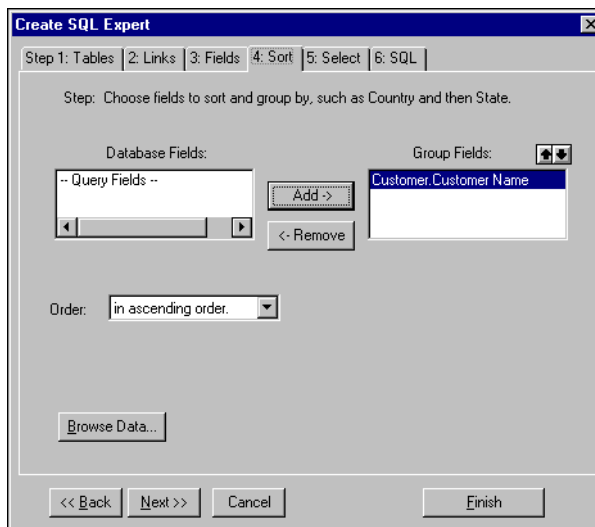 Create SQL Expert
Step 1: Tables 2: Links 3: Fields 4: Sort 5: Select 6: SQL
Step: Choose fields to sort and group by, such as Country and then State.
Database Fields: Group Fields:
-- Query Fields -- Add -> Customer.Customer Name
<- Remove
Order: in ascending order.
Browse Data...
<< Back Next >> Cancel Finish